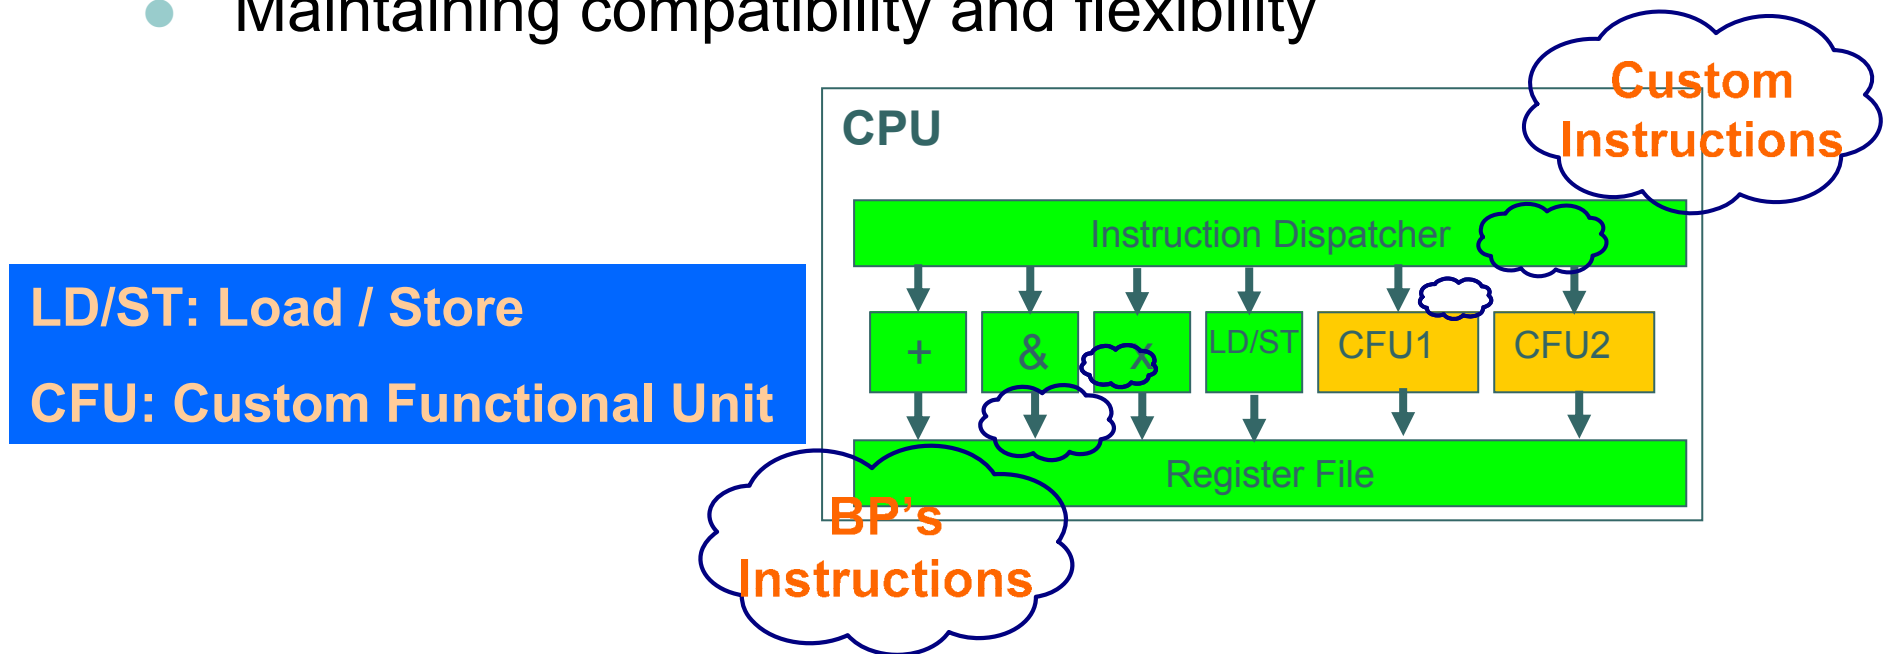 Maintaining compatibility and flexibility
Custom
Instructions
CPU
Instruction Dispatcher
LD/ST: Load / Store
CFU: Custom Functional Unit
+ & x LD/ST CFU1 CFU2
Register File
BP’s
Instructions